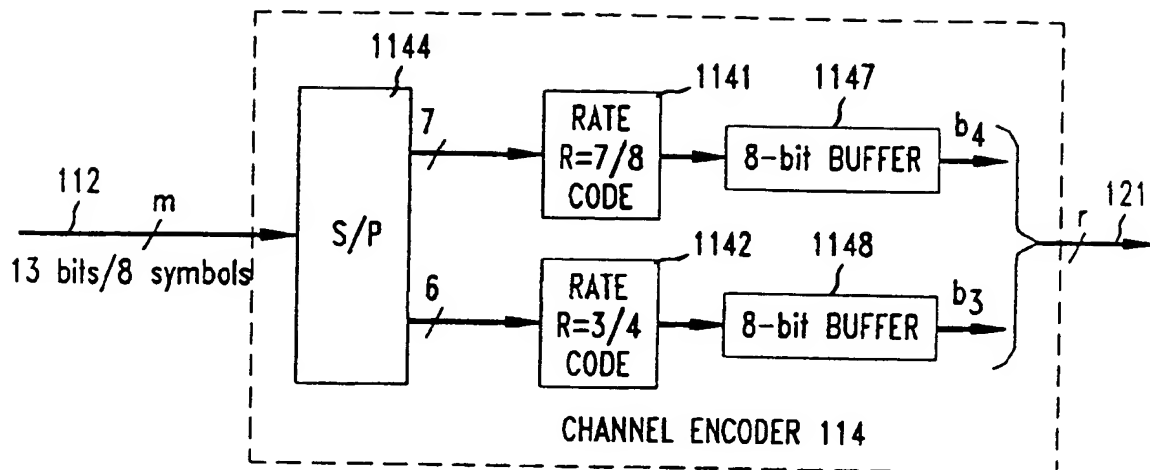 1144
1141
1147
7
RATE
R=7/8
CODE
8-bit BUFFER
b4
112
m
13 bits/8 symbols
S/P
r
121
1142
1148
6
RATE
R=3/4
CODE
8-bit BUFFER
b3
CHANNEL ENCODER 114